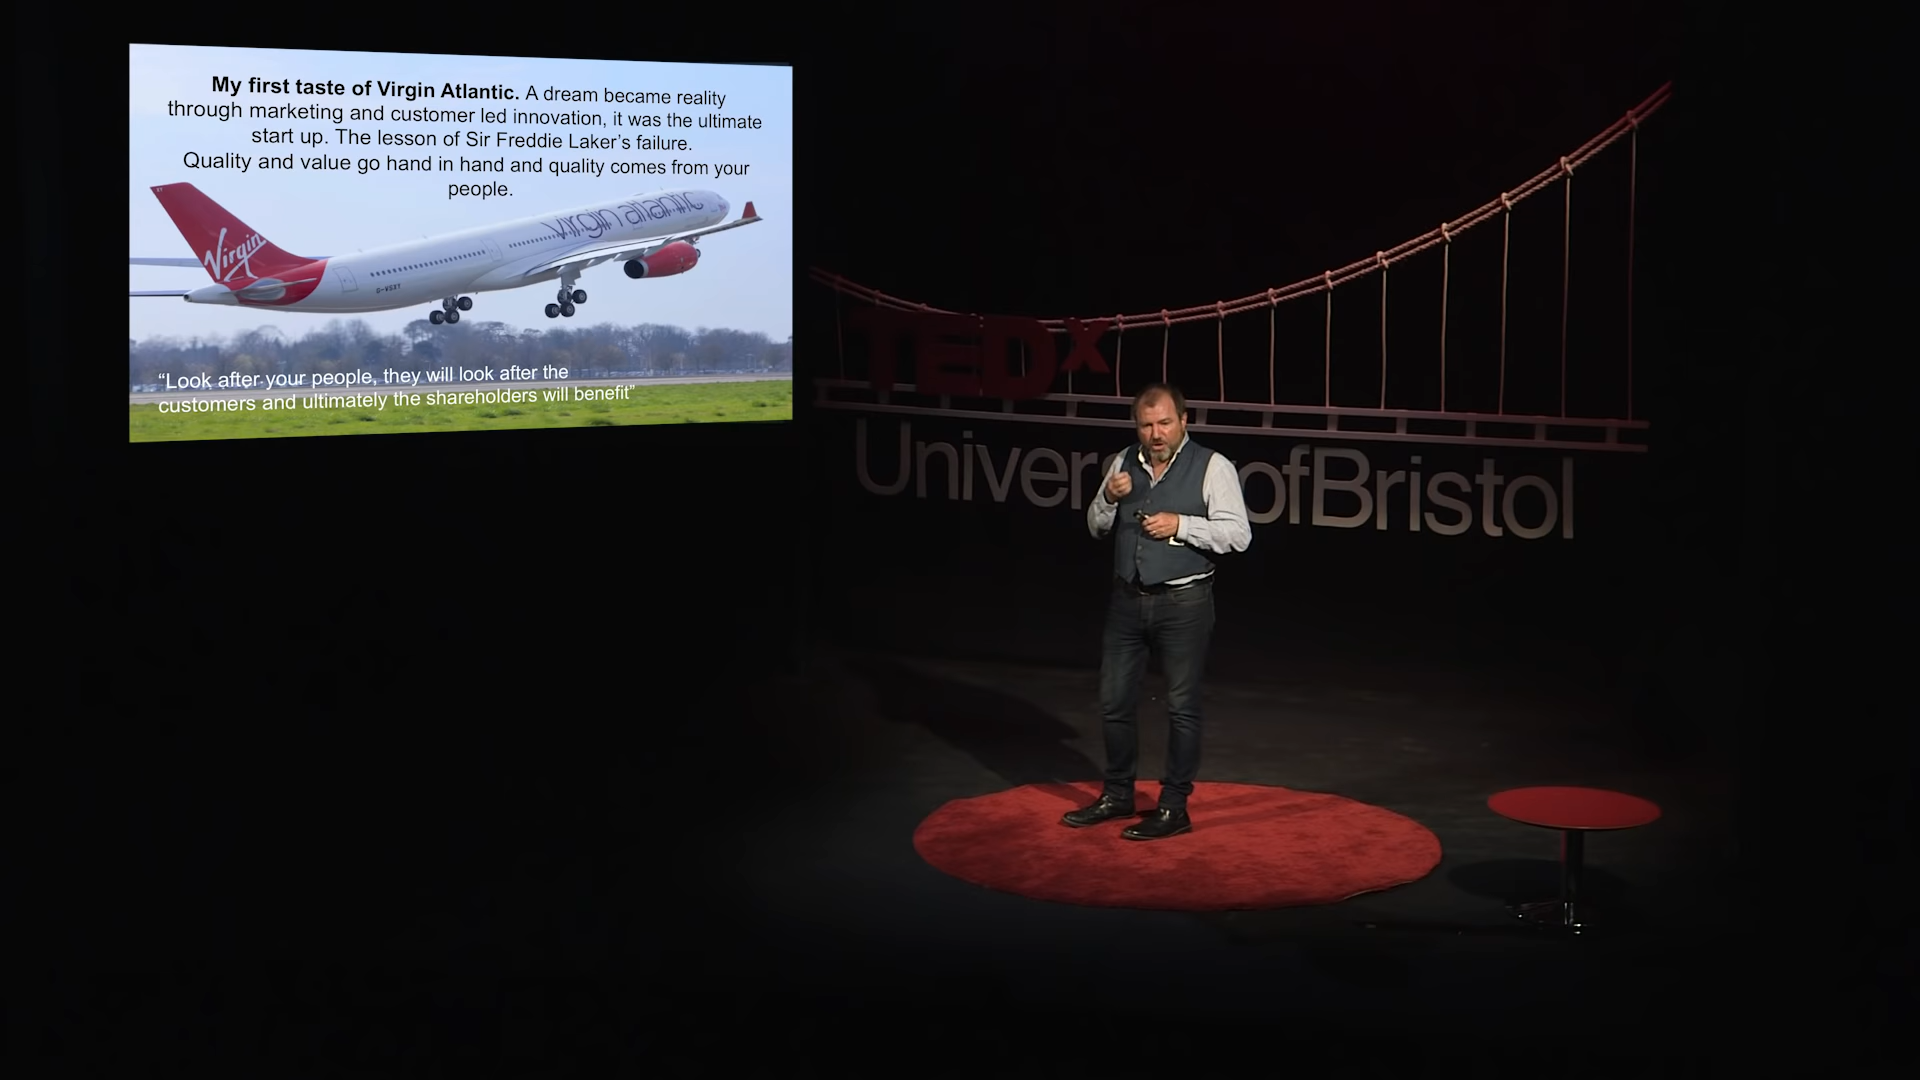 My first taste of Virgin Atlantic. A dream became reality
through marketing and customer led innovation, it was the ultimate
start up. The lesson of Sir Freddie Laker's failure.
Quality and value go hand in hand and quality comes from your
people.
virgin atlantic
Virgin
G-VSXY
“Look after your people, they will look after the
customers and ultimately the shareholders will benefit”
TEDx
Univer ofBristol